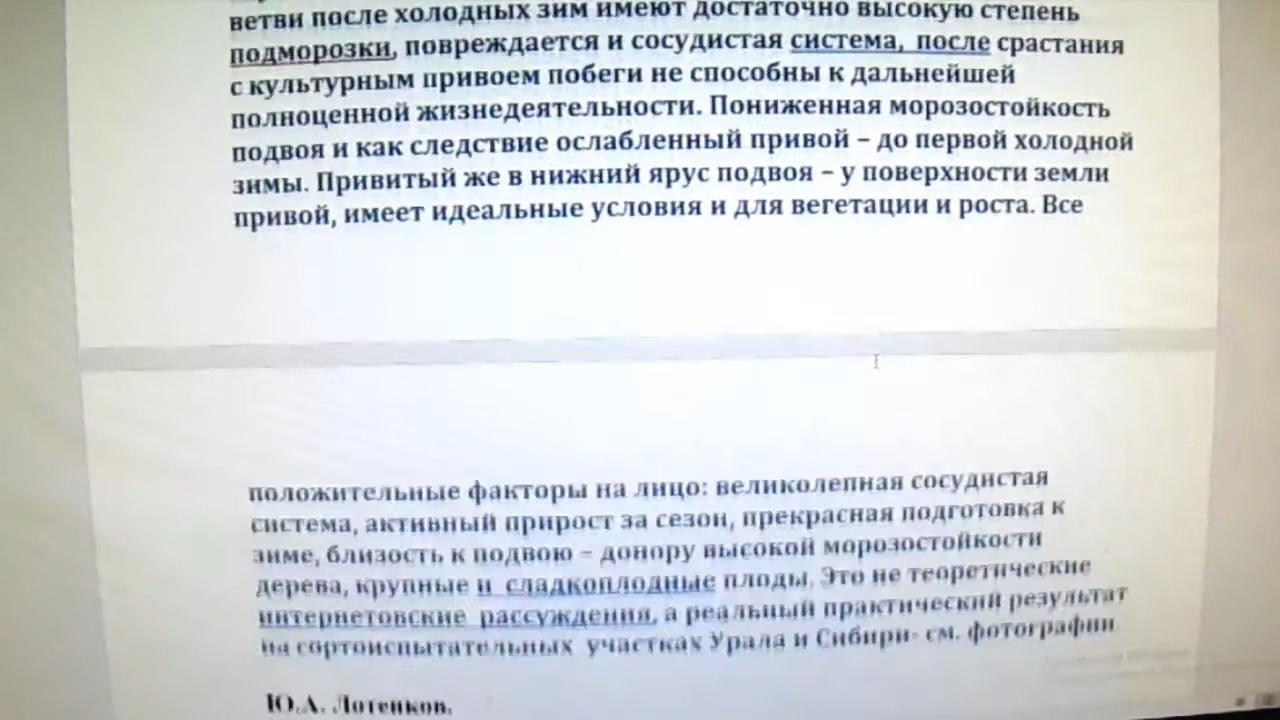 ветви после холодных зим имеют достаточно высокую степень
подморозки, повреждается и сосудистая система, после срастания
с культурным привоем побеги не способны к дальнейшей
полноценной жизнедеятельности. Пониженная морозостойкость
подвоя и как следствие ослабленный привой – до первой холодной
зимы. Привитый же в нижний ярус подвоя – у поверхности земли
привой, имеет идеальные условия и для вегетации и роста. Все
положительные факторы на лицо: великолепная сосудистая
система, активный прирост за сезон, прекрасная подготовка к
зиме, близость к подвою – донору высокой морозостойкости
дерева, крупные и сладкоплодные плоды. Это не теоретические
интернетовские рассуждения, а реальный практический результат
на сортоиспытательных участках Урала и Сибири- см. фотографии
Ю.А. Лотенков.